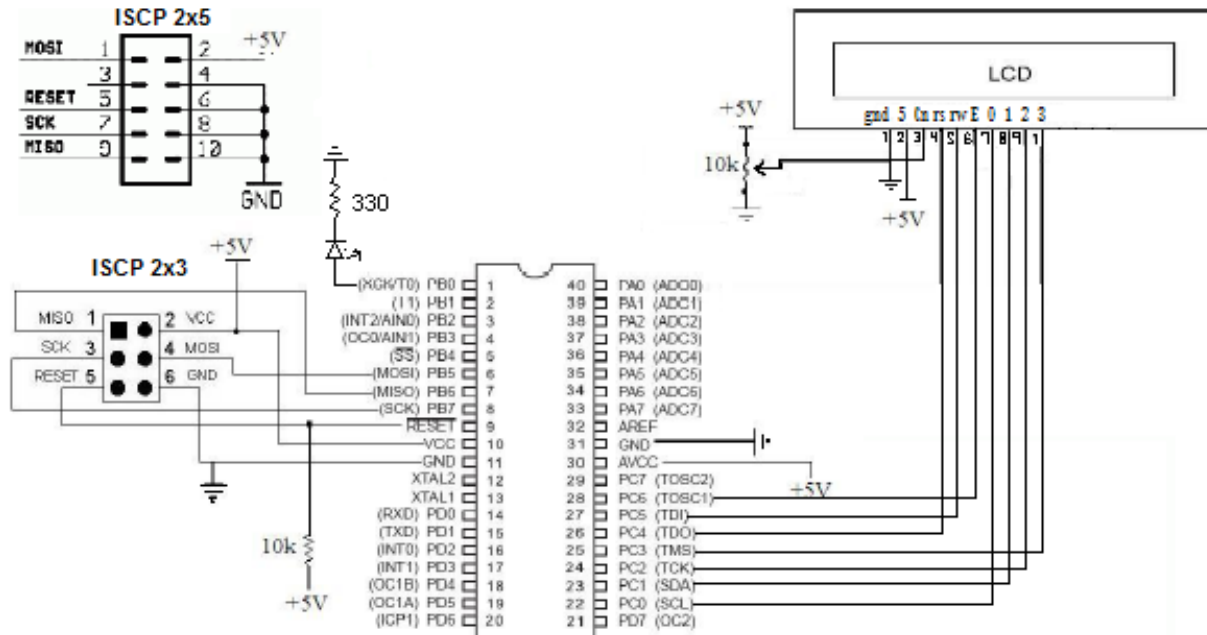 ISCP 2x5
MOSI 1 2 +5V
3 4
RESET 5 6
SCK 7 8
MISO 9 10
GND
330
LCD
gnd 5 Cn rs rw E 0 1 2 3
1 2 3 4 5 6 7 8 9
+5V
10k
+5V
+5V
ISCP 2x3
MISO 1 2 VCC
SCK 3 4 MOSI
RESET 5 6 GND
10k
+5V
(XCK/T0) PB0 1
(T1) PB1 2
(INT2/AIN0) PB2 3
(OC0/AIN1) PB3 4
(SS) PB4 5
(MOSI) PB5 6
(MISO) PB6 7
(SCK) PB7 8
RESET 9
VCC 10
GND 11
XTAL2 12
XTAL1 13
(RXD) PD0 14
(TXD) PD1 15
(INT0) PD2 16
(INT1) PD3 17
(OC1B) PD4 18
(OC1A) PD5 19
(ICP1) PD6 20
40 PA0 (ADC0)
39 PA1 (ADC1)
38 PA2 (ADC2)
37 PA3 (ADC3)
36 PA4 (ADC4)
35 PA5 (ADC5)
34 PA6 (ADC6)
33 PA7 (ADC7)
32 AREF
31 GND
30 AVCC
29 PC7 (TOSC2)
28 PC6 (TOSC1)
27 PC5 (TDI)
26 PC4 (TDO)
25 PC3 (TMS)
24 PC2 (TCK)
23 PC1 (SDA)
22 PC0 (SCL)
21 PD7 (OC2)
+5V